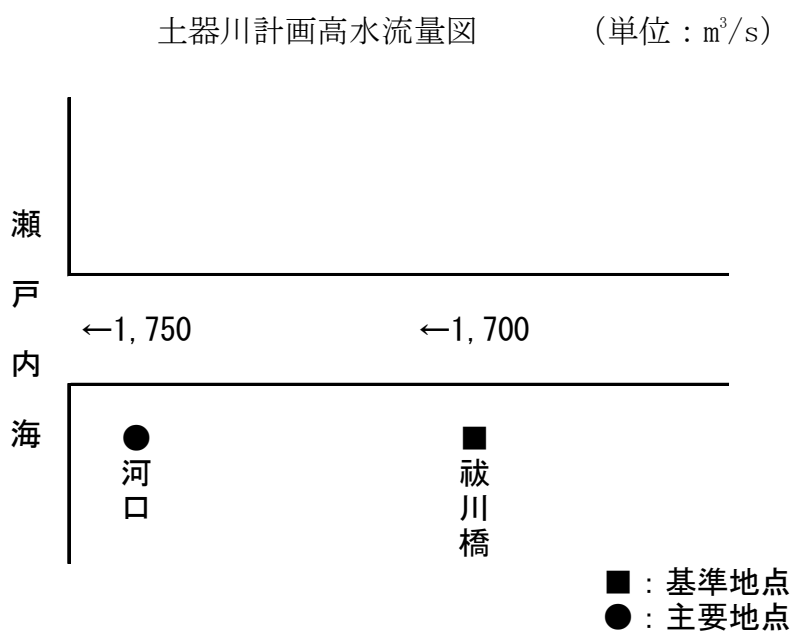 土器川計画高水流量図　（単位：m³/s）
瀬戸内海
←1,750　←1,700
●　■
河口　祓川橋
■：基準地点
●：主要地点